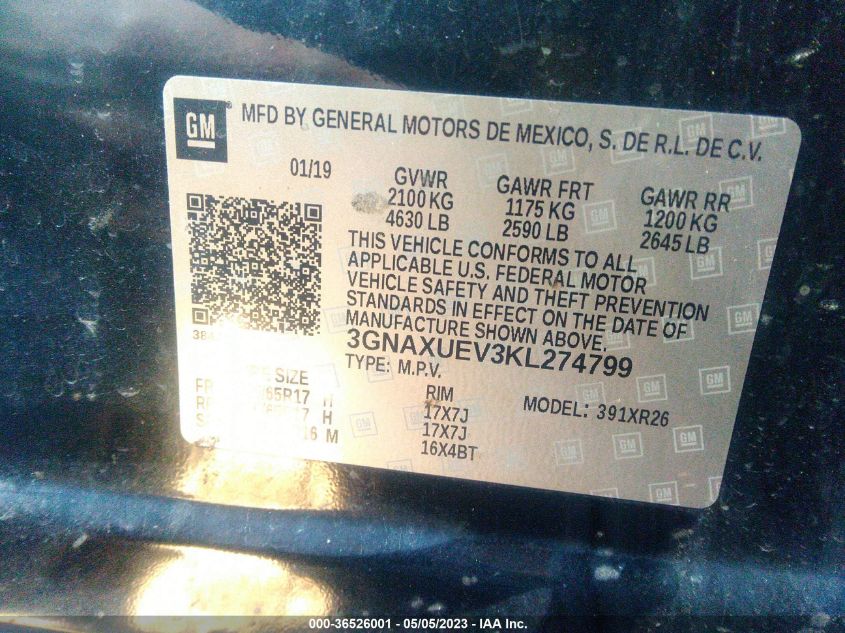 GM
MFD BY GENERAL MOTORS DE MEXICO, S. DE R.L. DE C.V.
01/19
GVWR
2100 KG
4630 LB
GAWR FRT
1175 KG
2590 LB
GAWR RR
1200 KG
2645 LB
THIS VEHICLE CONFORMS TO ALL
APPLICABLE U.S. FEDERAL MOTOR
VEHICLE SAFETY AND THEFT PREVENTION
STANDARDS IN EFFECT ON THE DATE OF
MANUFACTURE SHOWN ABOVE.
3GNAXUEV3KL274799
TYPE: M.P.V.
MODEL: 391XR26
SIZE
65R17 H
H
16 M
RIM
17X7J
17X7J
16X4BT
000-36526001 - 05/05/2023 - IAA Inc.